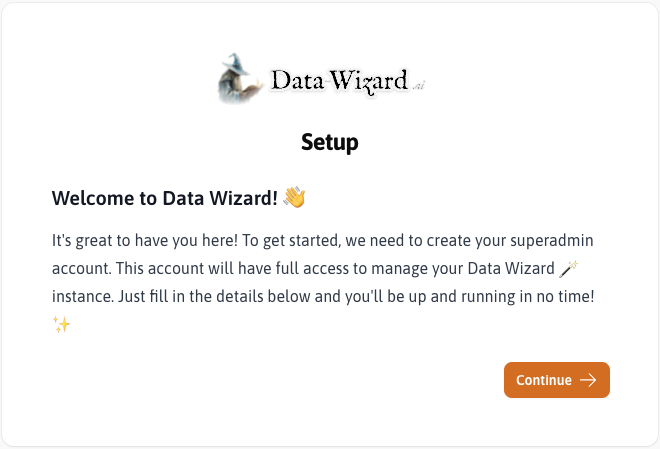 Data-Wizard .ai
Setup
Welcome to Data Wizard! 👋
It's great to have you here! To get started, we need to create your superadmin
account. This account will have full access to manage your Data Wizard 🪄
instance. Just fill in the details below and you'll be up and running in no time!
✨
Continue →